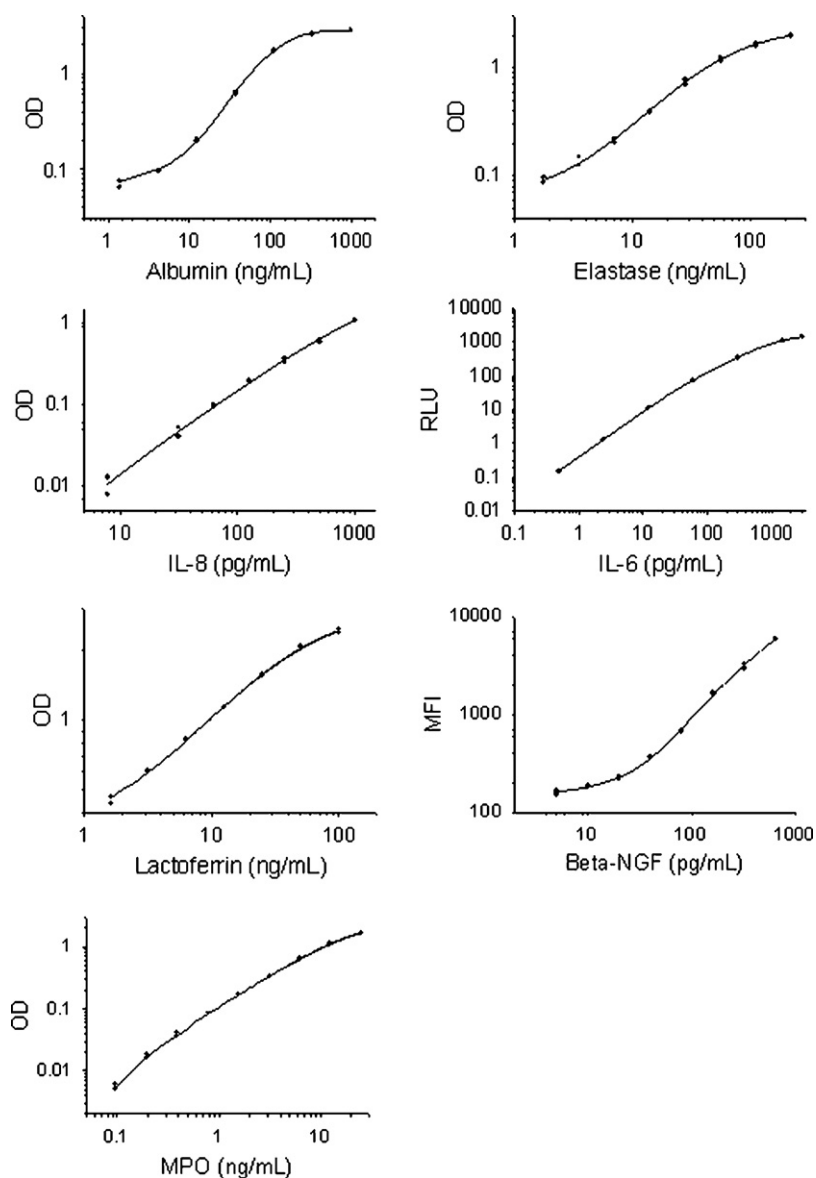 OD
1
0.1
1 10 100 1000
Albumin (ng/mL)
OD
1
0.1
1 10 100
Elastase (ng/mL)
OD
1
0.1
0.01
10 100 1000
IL-8 (pg/mL)
RLU
10000
1000
100
10
1
0.1
0.01
0.1 1 10 100 1000
IL-6 (pg/mL)
OD
1
1 10 100
Lactoferrin (ng/mL)
MFI
10000
1000
100
10 100 1000
Beta-NGF (pg/mL)
OD
1
0.1
0.01
0.1 1 10
MPO (ng/mL)